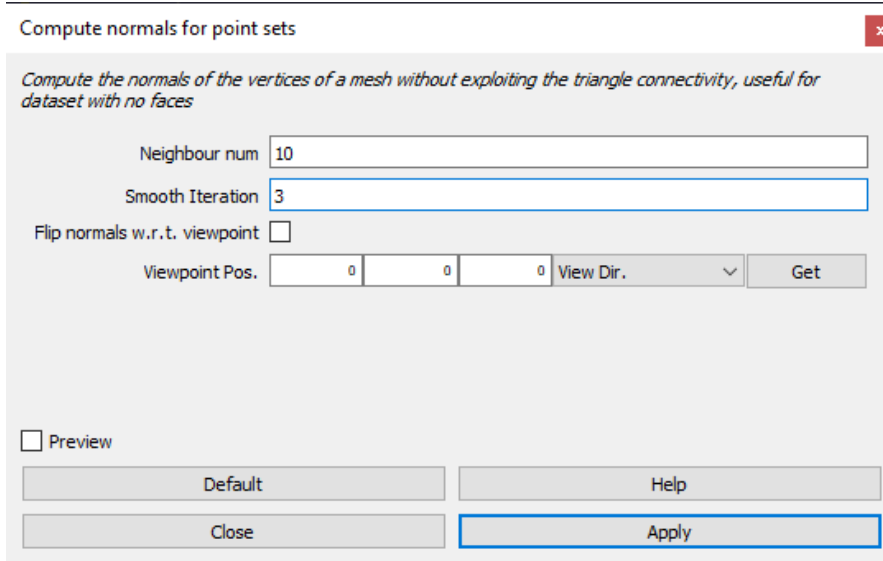 Compute normals for point sets
x
Compute the normals of the vertices of a mesh without exploiting the triangle connectivity, useful for
dataset with no faces
Neighbour num 10
Smooth Iteration 3
Flip normals w.r.t. viewpoint
Viewpoint Pos. 0 0 0 View Dir. Get
Preview
Default Help
Close Apply